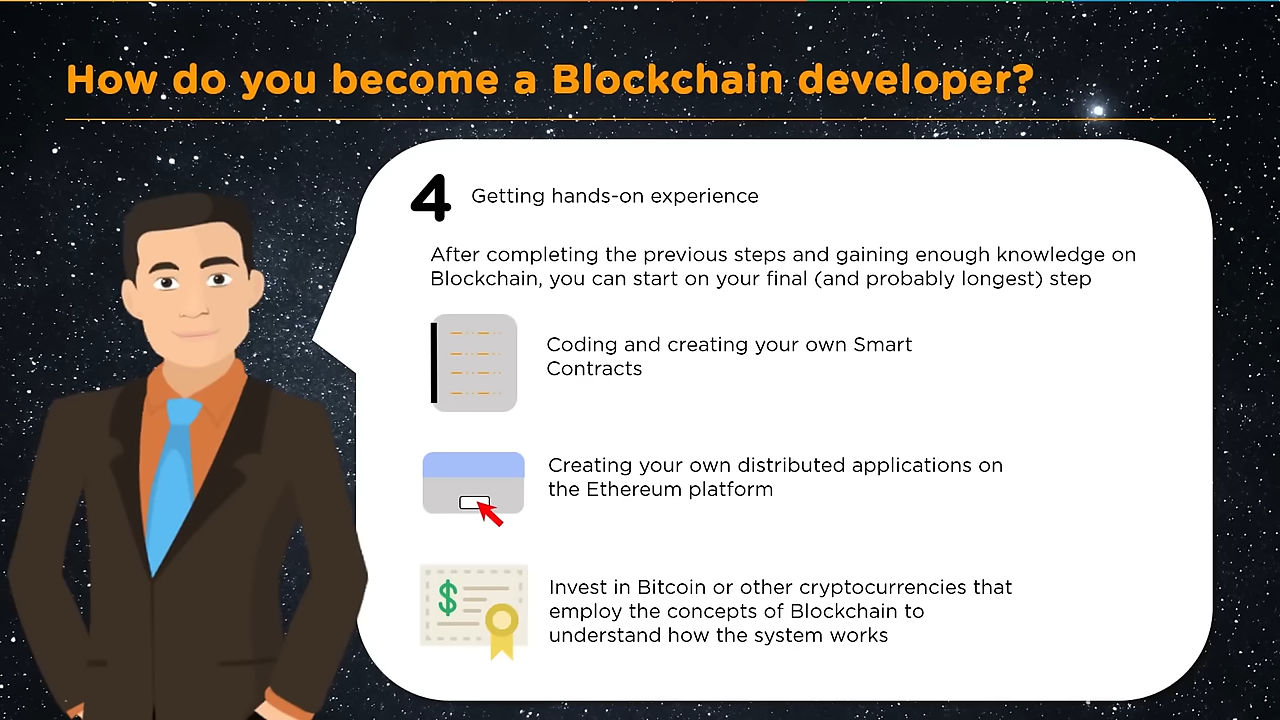 How do you become a Blockchain developer?
4 Getting hands-on experience
After completing the previous steps and gaining enough knowledge on
Blockchain, you can start on your final (and probably longest) step
Coding and creating your own Smart
Contracts
Creating your own distributed applications on
the Ethereum platform
$
Invest in Bitcoin or other cryptocurrencies that
employ the concepts of Blockchain to
understand how the system works